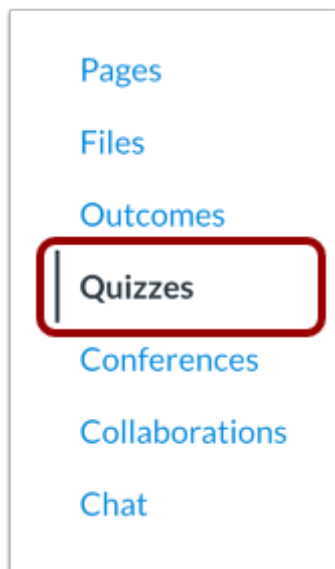 Pages
Files
Outcomes
Quizzes
Conferences
Collaborations
Chat